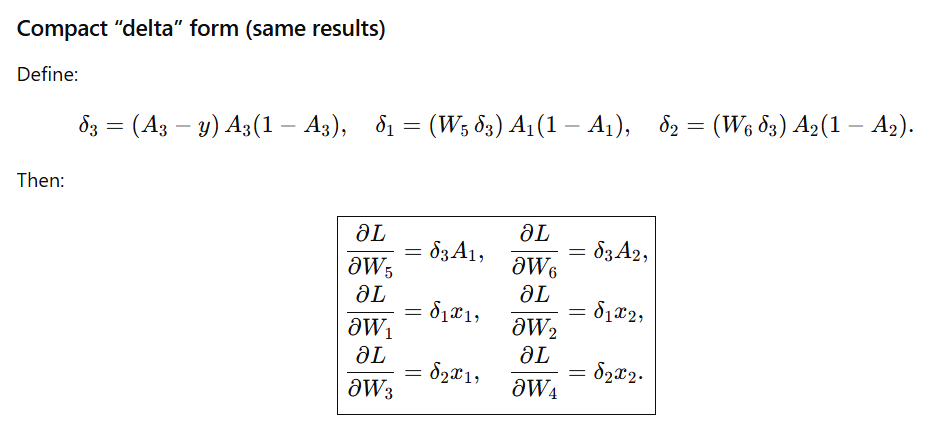 Compact “delta” form (same results)
Define:
δ₃ = (A₃ − y) A₃(1 − A₃), δ₁ = (W₅ δ₃) A₁(1 − A₁), δ₂ = (W₆ δ₃) A₂(1 − A₂).
Then:
∂L/∂W₅ = δ₃A₁, ∂L/∂W₆ = δ₃A₂,
∂L/∂W₁ = δ₁x₁, ∂L/∂W₂ = δ₁x₂,
∂L/∂W₃ = δ₂x₁, ∂L/∂W₄ = δ₂x₂.